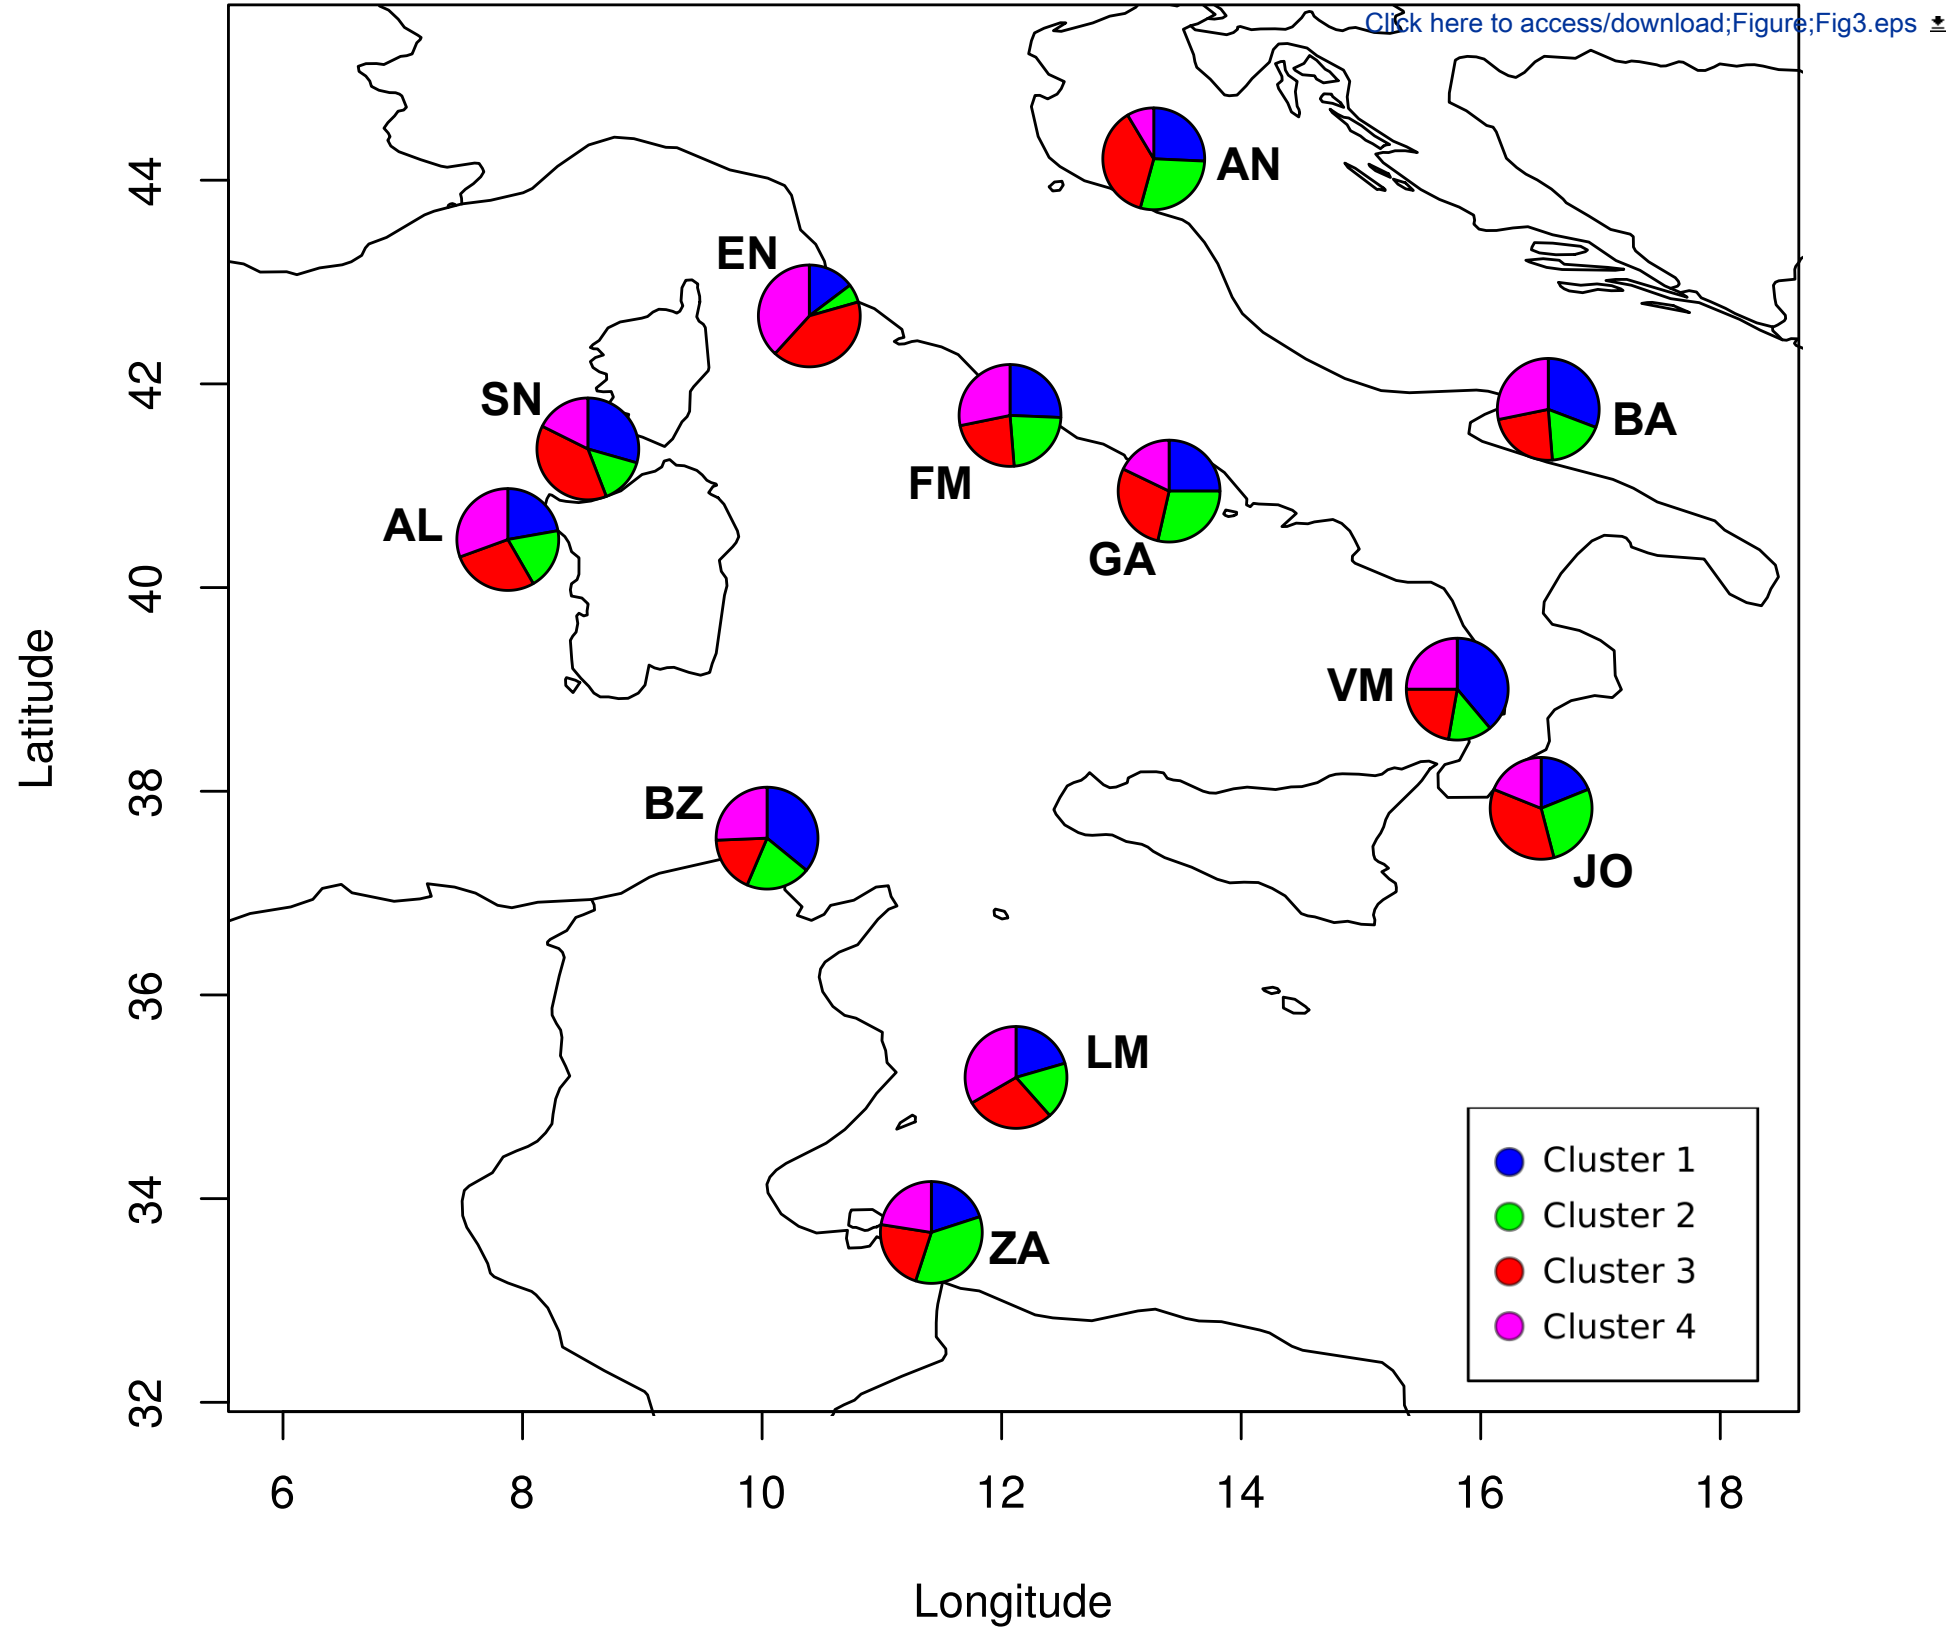 Click here to access/download;Figure;Fig3.eps
AN
EN
SN
BA
FM
AL
GA
VM
BZ
JO
LM
ZA
Cluster 1
Cluster 2
Cluster 3
Cluster 4
44
42
40
38
36
34
32
Latitude
6 8 10 12 14 16 18
Longitude